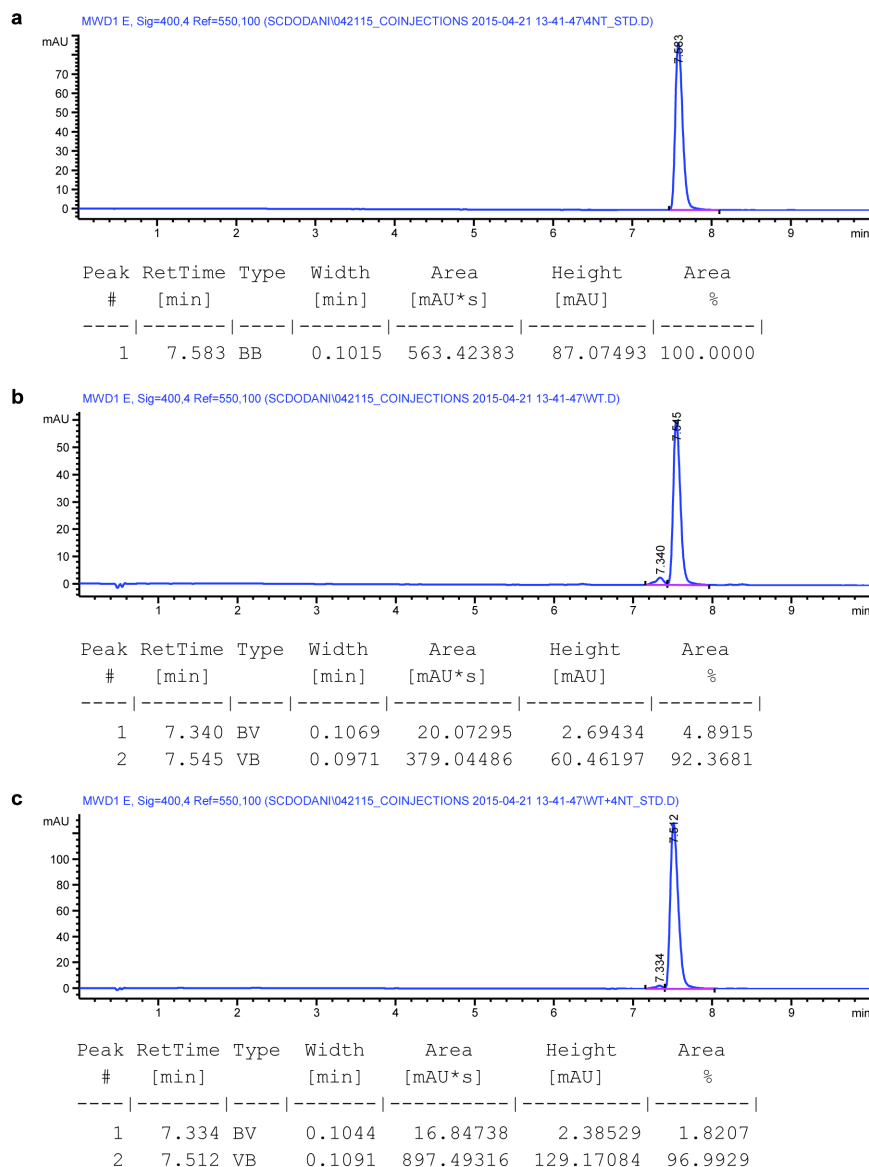 a
MWD1 E, Sig=400,4 Ref=550,100 (SCDODANI\042115_COINJECTIONS 2015-04-21 13-41-47\4NT_STD.D)
mAU
7.583
70
60
50
40
30
20
10
0
1 2 3 4 5 6 7 8 9 min
Peak RetTime Type Width Area Height Area
# [min] [min] [mAU*s] [mAU] %
----|-------|----|-------|----------|----------|--------|
1 7.583 BB 0.1015 563.42383 87.07493 100.0000
b
MWD1 E, Sig=400,4 Ref=550,100 (SCDODANI\042115_COINJECTIONS 2015-04-21 13-41-47\WT.D)
mAU
7.545
50
40
30
20
10
7.340
0
1 2 3 4 5 6 7 8 9 min
Peak RetTime Type Width Area Height Area
# [min] [min] [mAU*s] [mAU] %
----|-------|----|-------|----------|----------|--------|
1 7.340 BV 0.1069 20.07295 2.69434 4.8915
2 7.545 VB 0.0971 379.04486 60.46197 92.3681
c
MWD1 E, Sig=400,4 Ref=550,100 (SCDODANI\042115_COINJECTIONS 2015-04-21 13-41-47\WT+4NT_STD.D)
mAU
7.512
100
80
60
40
20
7.334
0
1 2 3 4 5 6 7 8 9 min
Peak RetTime Type Width Area Height Area
# [min] [min] [mAU*s] [mAU] %
----|-------|----|-------|----------|----------|--------|
1 7.334 BV 0.1044 16.84738 2.38529 1.8207
2 7.512 VB 0.1091 897.49316 129.17084 96.9929